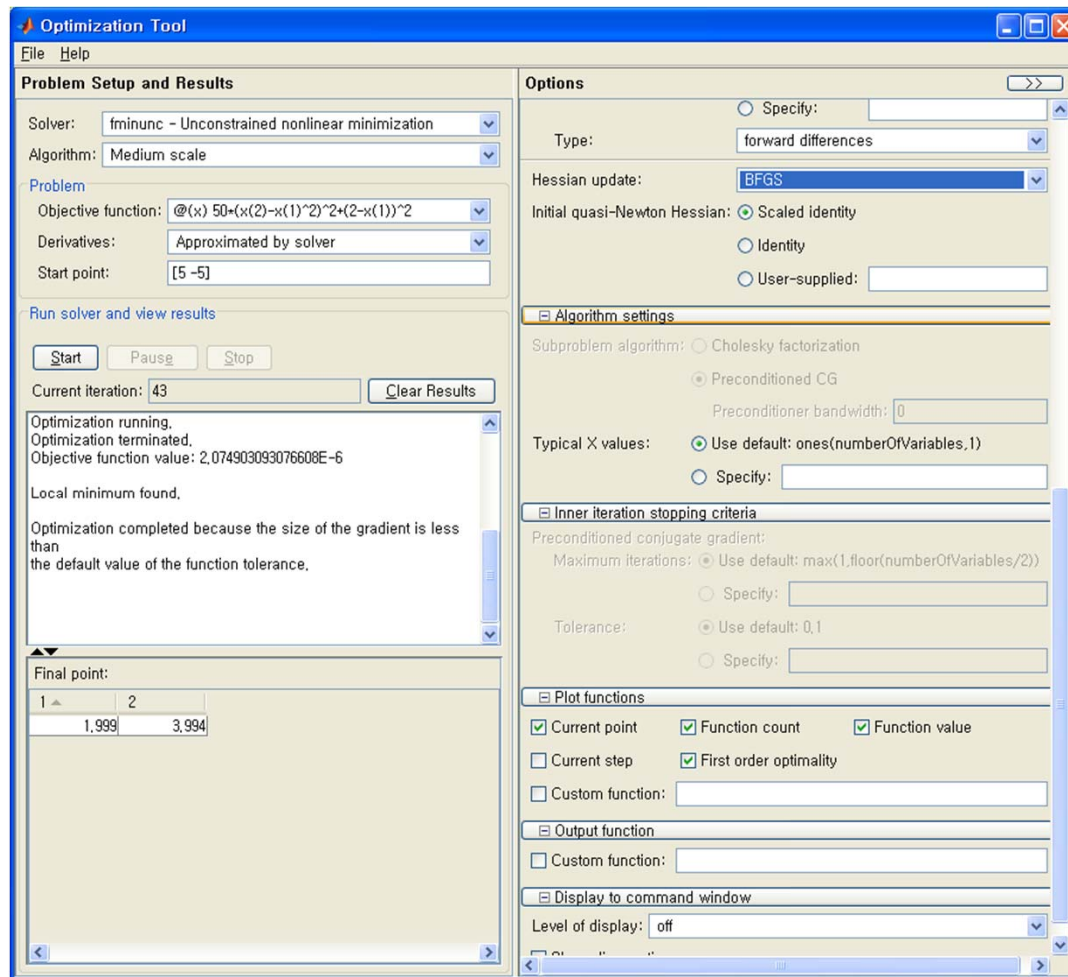 Optimization Tool
File Help
Problem Setup and Results
Solver: fminunc - Unconstrained nonlinear minimization
Algorithm: Medium scale
Problem
Objective function: @(x) 50*(x(2)-x(1)^2)^2+(2-x(1))^2
Derivatives: Approximated by solver
Start point: [5 -5]
Run solver and view results
Start Pause Stop
Current iteration: 43 Clear Results
Optimization running.
Optimization terminated.
Objective function value: 2.074903093076608E-6
Local minimum found.
Optimization completed because the size of the gradient is less
than
the default value of the function tolerance.
Final point:
1 2
1,999 3,994
Options >>
Specify:
Type: forward differences
Hessian update: BFGS
Initial quasi-Newton Hessian: Scaled identity
Identity
User-supplied:
Algorithm settings
Subproblem algorithm: Cholesky factorization
Preconditioned CG
Preconditioner bandwidth: 0
Typical X values: Use default: ones(numberOfVariables,1)
Specify:
Inner iteration stopping criteria
Preconditioned conjugate gradient:
Maximum iterations: Use default: max(1,floor(numberOfVariables/2))
Specify:
Tolerance: Use default: 0,1
Specify:
Plot functions
Current point Function count Function value
Current step First order optimality
Custom function:
Output function
Custom function:
Display to command window
Level of display: off